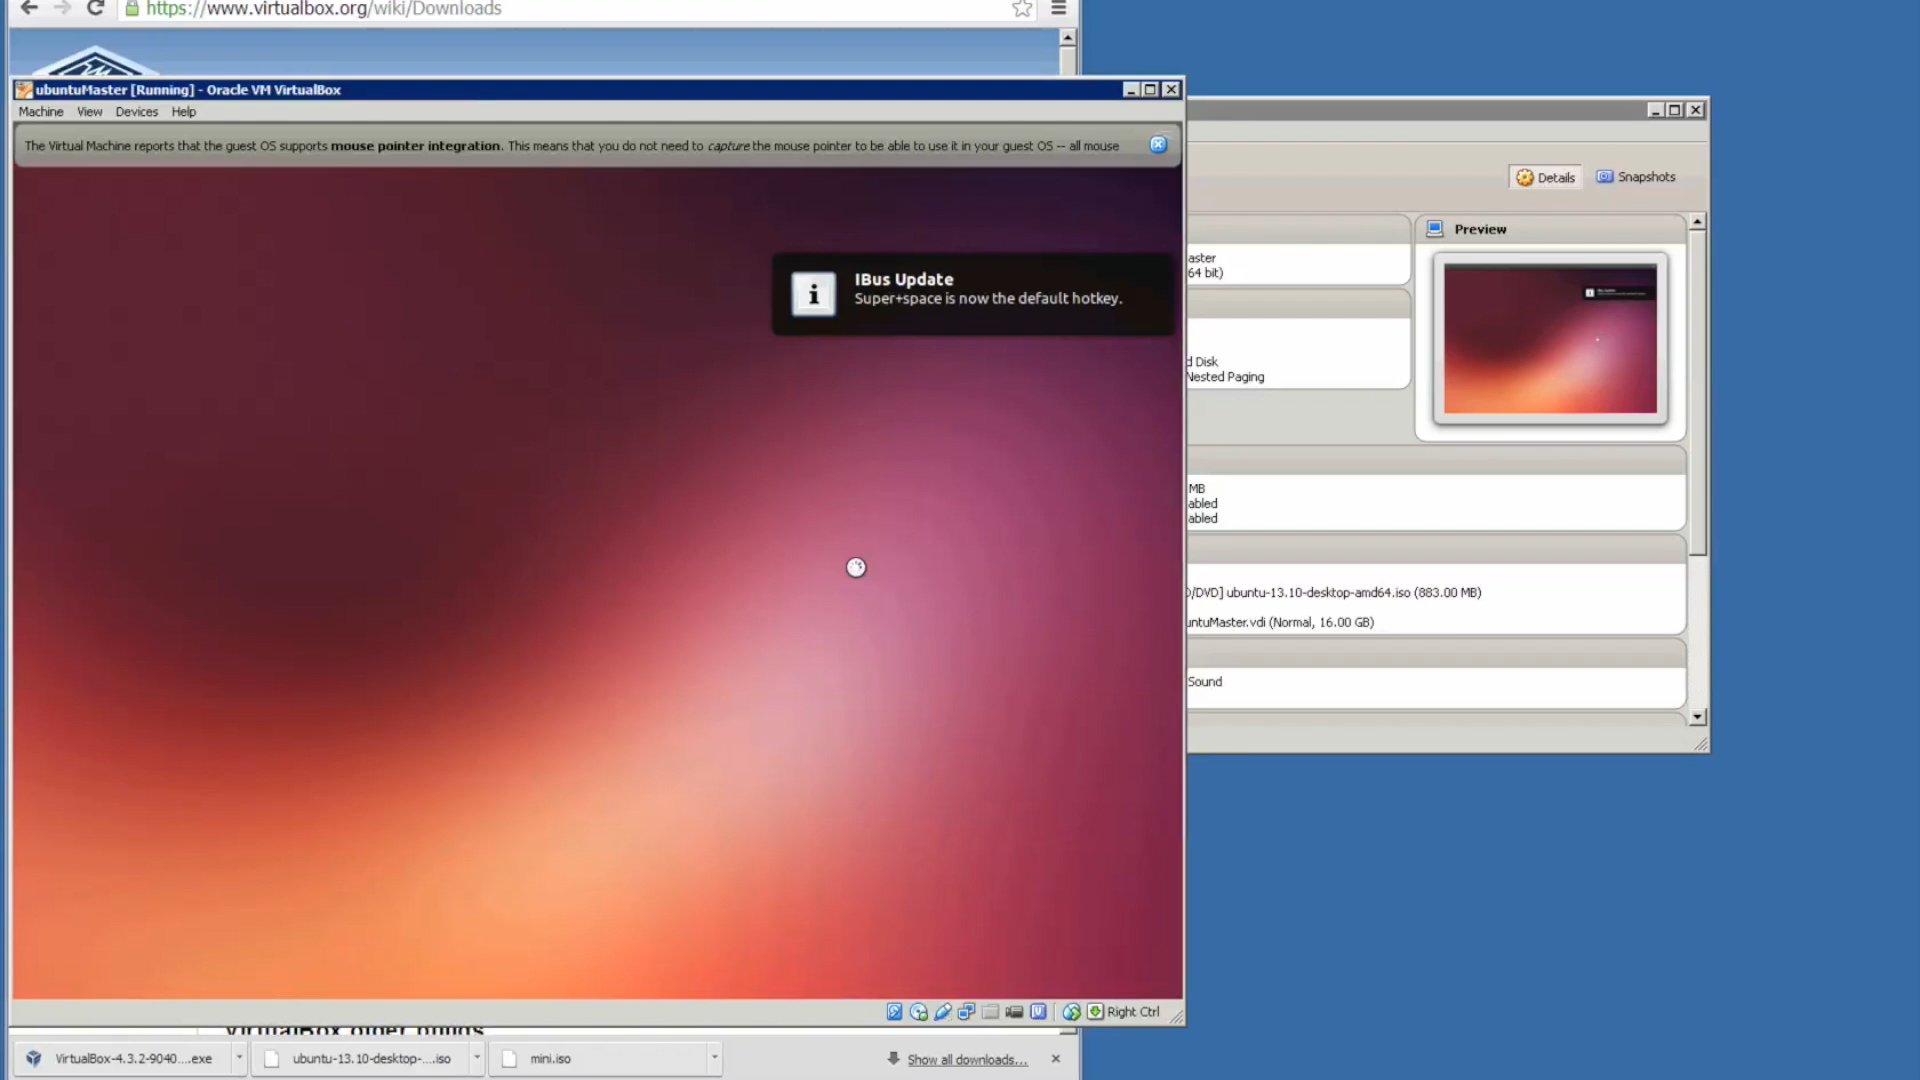 https://www.virtualbox.org/wiki/Downloads
ubuntuMaster [Running] - Oracle VM VirtualBox
Machine View Devices Help
The Virtual Machine reports that the guest OS supports mouse pointer integration. This means that you do not need to capture the mouse pointer to be able to use it in your guest OS -- all mouse
IBus Update
Super+space is now the default hotkey.
Details Snapshots
Preview
aster
64 bit)
d Disk
Nested Paging
MB
abled
abled
D/DVD] ubuntu-13.10-desktop-amd64.iso (883.00 MB)
untuMaster.vdi (Normal, 16.00 GB)
Sound
Right Ctrl
VirtualBox older builds
VirtualBox-4.3.2-9040....exe
ubuntu-13.10-desktop-....iso
mini.iso
Show all downloads...